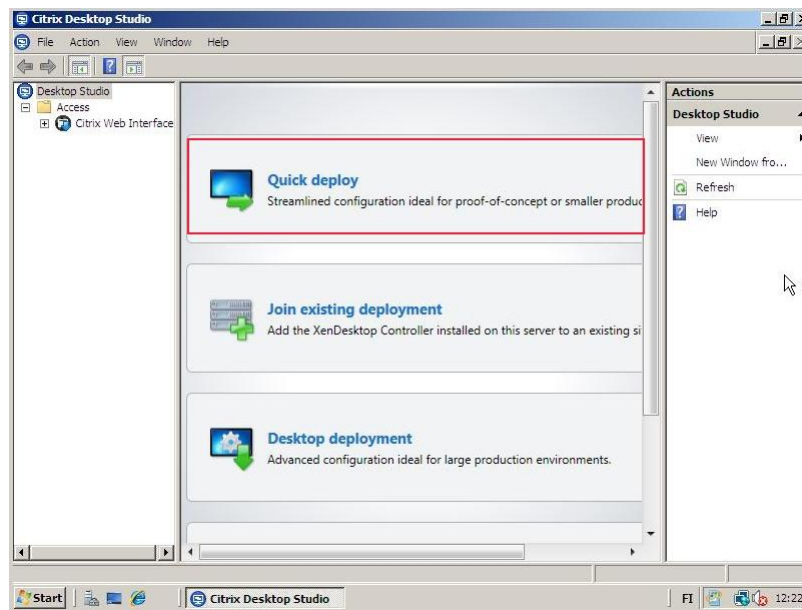 Citrix Desktop Studio
File Action View Window Help
Desktop Studio
Access
Citrix Web Interface
Quick deploy
Streamlined configuration ideal for proof-of-concept or smaller produc
Join existing deployment
Add the XenDesktop Controller installed on this server to an existing si
Desktop deployment
Advanced configuration ideal for large production environments.
Actions
Desktop Studio
View
New Window fro...
Refresh
Help
Start
Citrix Desktop Studio
FI
12:22